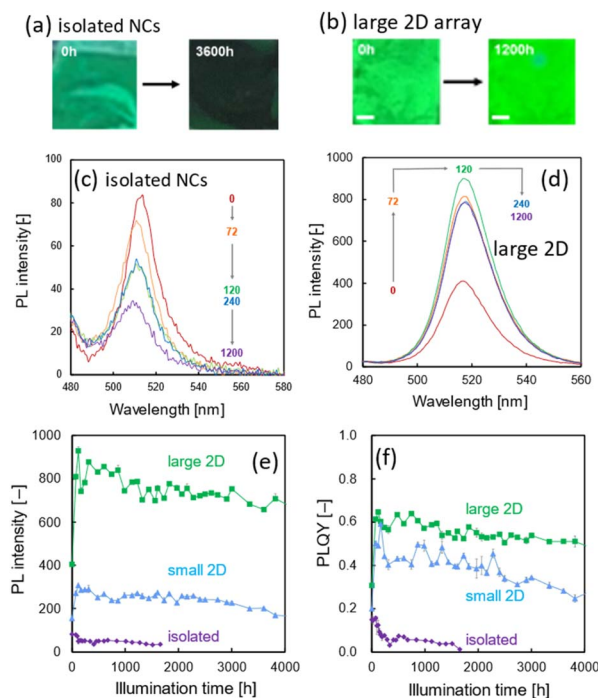 (a) isolated NCs
0h
3600h
(b) large 2D array
0h
1200h
100
80
60
40
20
0
(c) isolated NCs
0
72
120
240
1200
480 500 520 540 560 580
PL intensity [-]
Wavelength [nm]
1000
800
600
400
200
0
120
(d)
72
240
1200
large 2D
0
480 500 520 540 560
PL intensity [-]
Wavelength [nm]
1000
800
600
400
200
0
(e)
large 2D
small 2D
isolated
0 1000 2000 3000 4000
PL intensity [–]
Illumination time [h]
1.0
0.8
0.6
0.4
0.2
0.0
(f)
large 2D
small 2D
isolated
0 1000 2000 3000 4000
PLQY [–]
Illumination time [h]